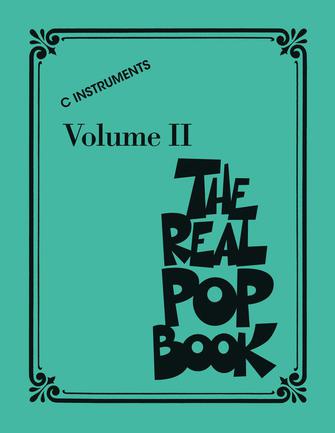 C INSTRUMENTS
Volume II
THE
REAL
POP
BOOK